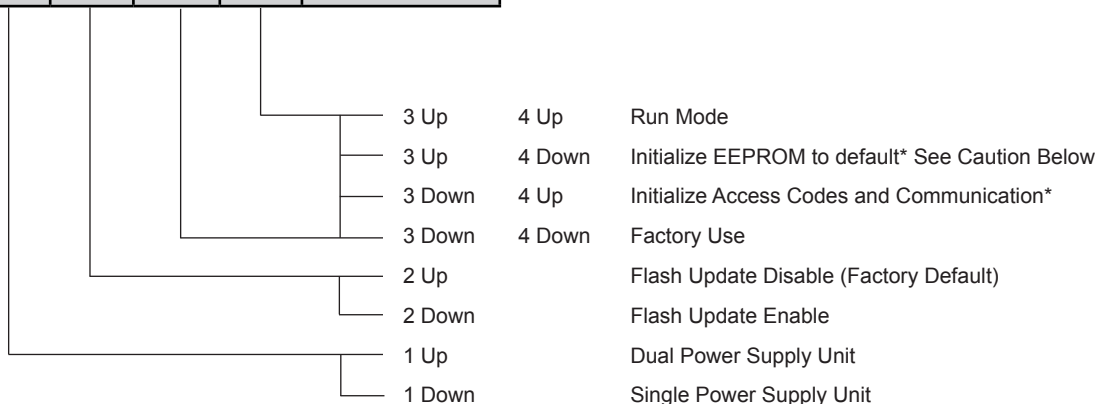 3 Up 4 Up Run Mode
3 Up 4 Down Initialize EEPROM to default* See Caution Below
3 Down 4 Up Initialize Access Codes and Communication*
3 Down 4 Down Factory Use
2 Up Flash Update Disable (Factory Default)
2 Down Flash Update Enable
1 Up Dual Power Supply Unit
1 Down Single Power Supply Unit